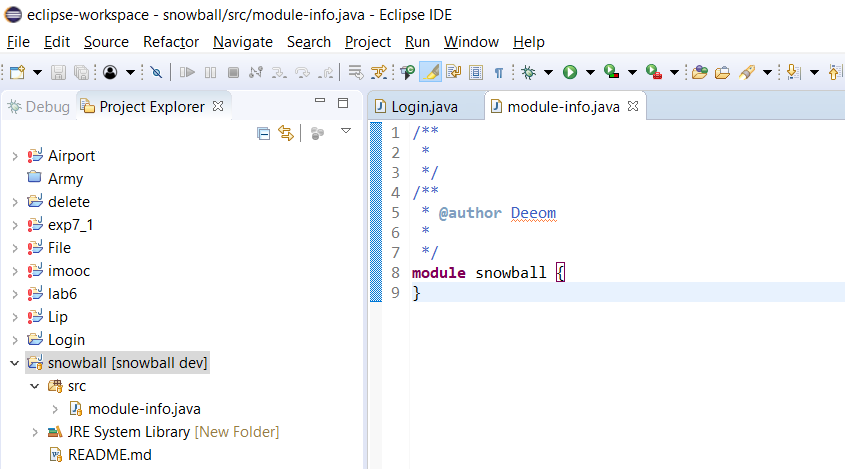 eclipse-workspace - snowball/src/module-info.java - Eclipse IDE
File Edit Source Refactor Navigate Search Project Run Window Help
Debug Project Explorer
Login.java module-info.java
Airport
Army
delete
exp7_1
File
imooc
lab6
Lip
Login
snowball [snowball dev]
src
module-info.java
JRE System Library [New Folder]
README.md
1 /**
2 *
3 */
4 /**
5 * @author Deeom
6 *
7 */
8 module snowball {
9 }